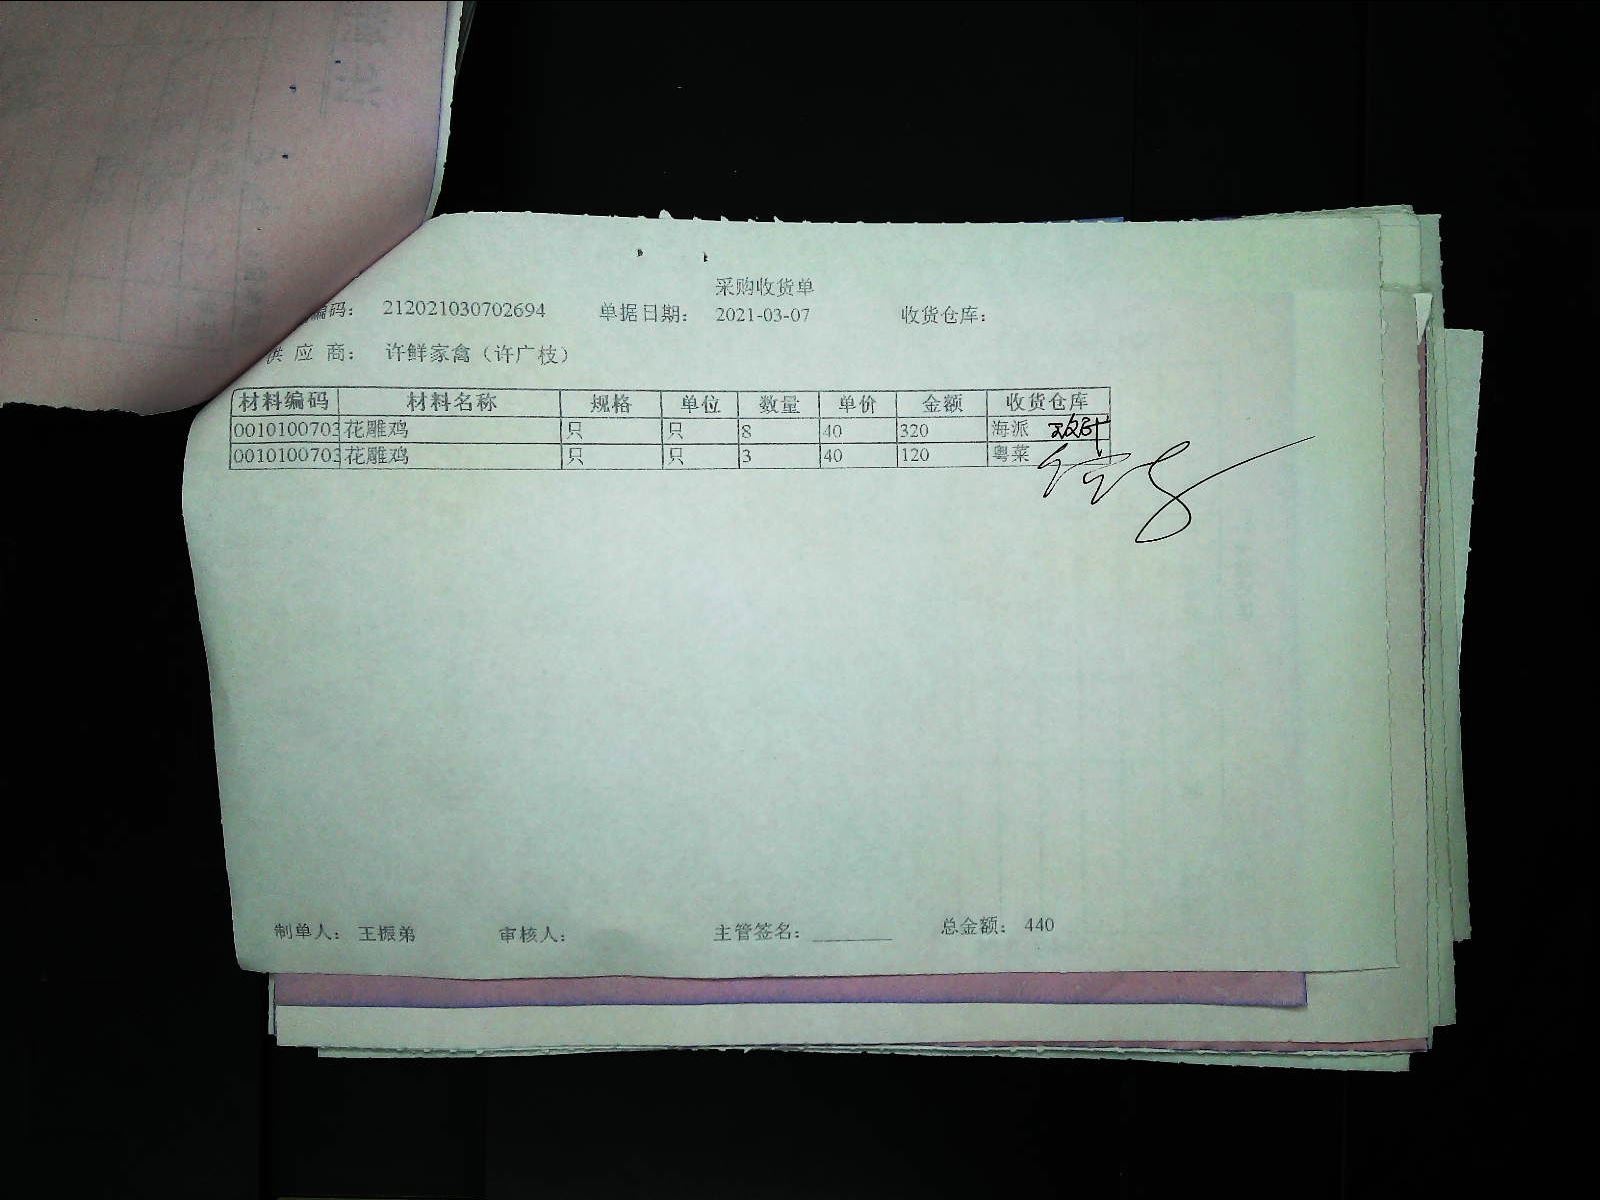 采购收货单
编码： 212021030702694 单据日期： 2021-03-07 收货仓库：
供 应 商： 许鲜家禽（许广枝）
材料编码 材料名称 规格 单位 数量 单价 金额 收货仓库
0010100703 花雕鸡 只 只 8 40 320 海派
0010100703 花雕鸡 只 只 3 40 120 粤菜
制单人： 王振弟 审核人： 主管签名：________ 总金额： 440